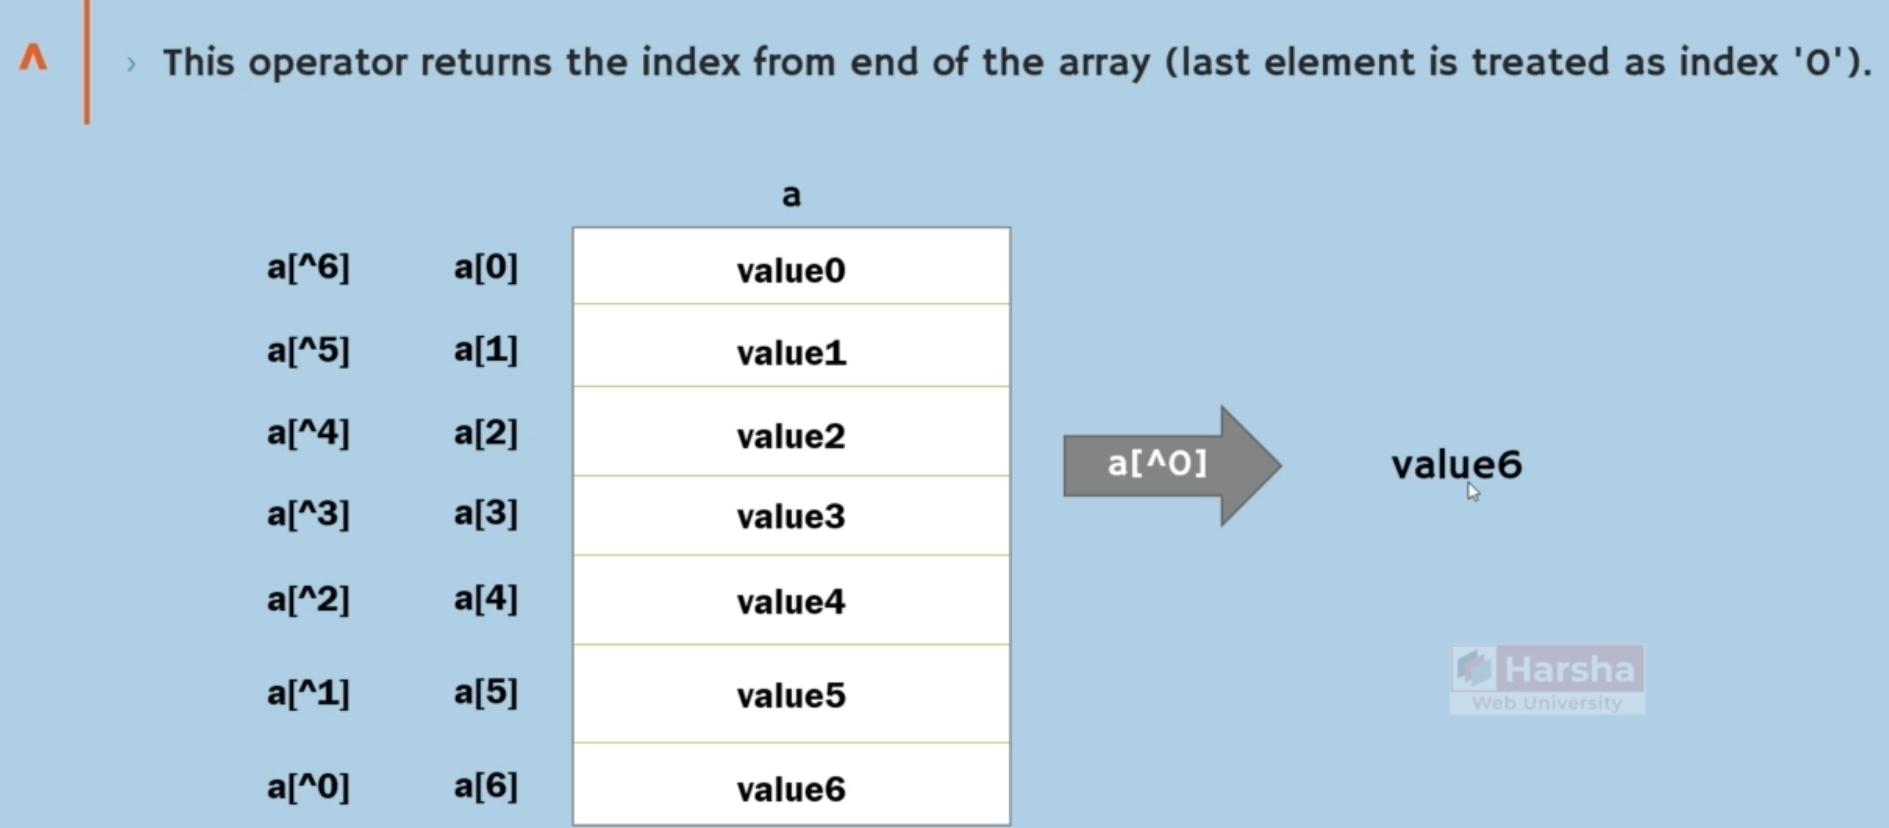 ^ › This operator returns the index from end of the array (last element is treated as index '0').
a
a[^6] a[0] value0
a[^5] a[1] value1
a[^4] a[2] value2
a[^0] value6
a[^3] a[3] value3
a[^2] a[4] value4
a[^1] a[5] value5
Harsha
Web University
a[^0] a[6] value6